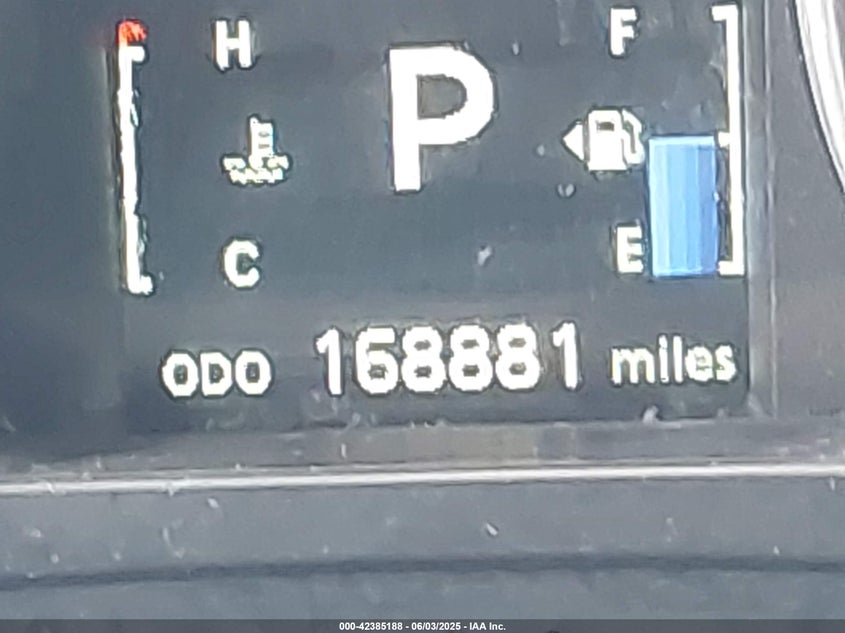 H F
P
C E
ODO 168881 miles
000-42385188 - 06/03/2025 - IAA Inc.